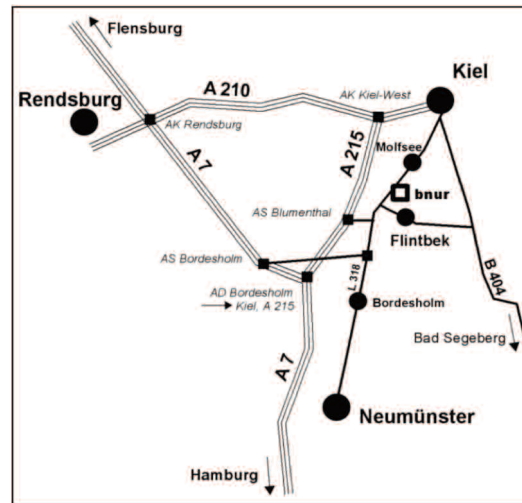 Flensburg
Kiel
A 210
AK Kiel-West
Rendsburg
AK Rendsburg
Molfsee
A 7
A 215
bnur
AS Blumenthal
Flintbek
AS Bordesholm
L 318
B 404
AD Bordesholm
Kiel, A 215
Bordesholm
Bad Segeberg
A 7
Neumünster
Hamburg